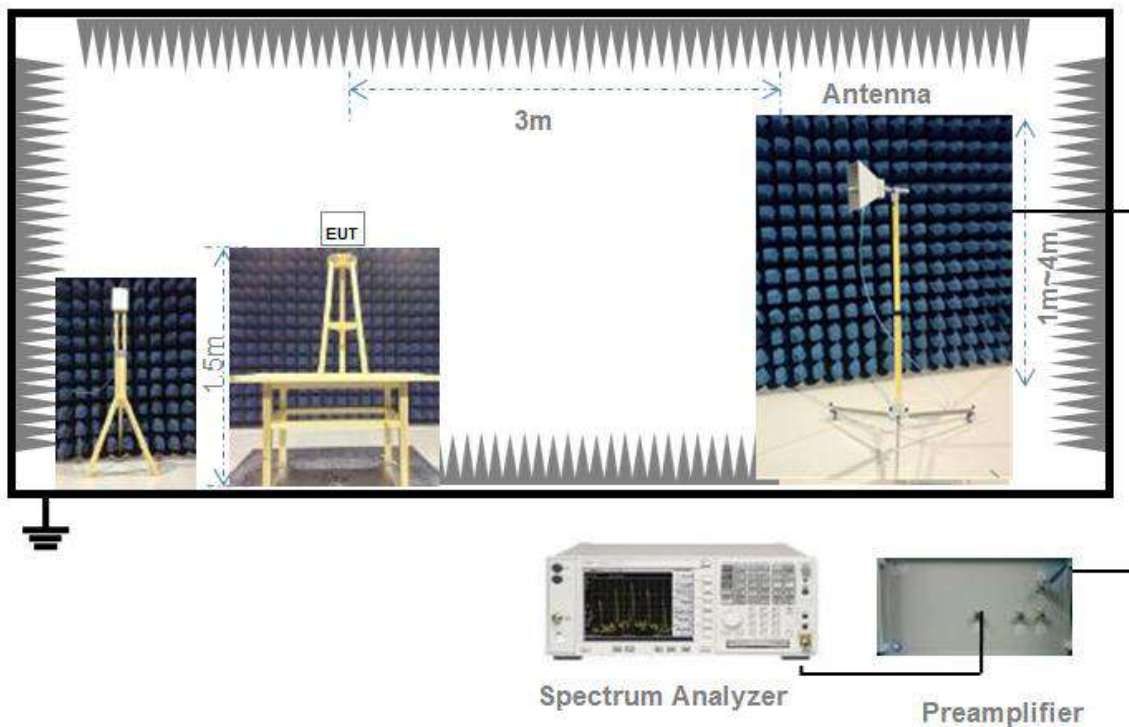 Antenna
3m
EUT
1m~4m
1.5m
Spectrum Analyzer
Preamplifier